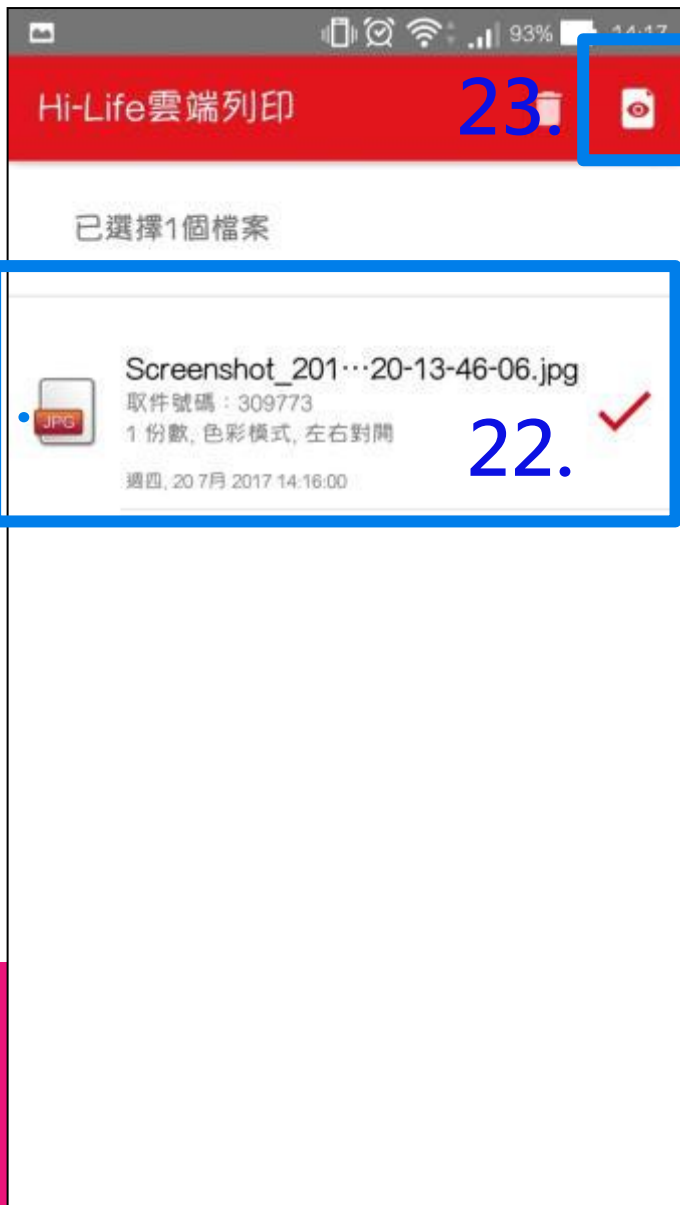 93% 14:17
Hi-Life雲端列印
23.
已選擇1個檔案
Screenshot_201…20-13-46-06.jpg
JPG
取件號碼：309773
1 份數, 色彩模式, 左右對開
22.
週四, 20 7月 2017 14:16:00